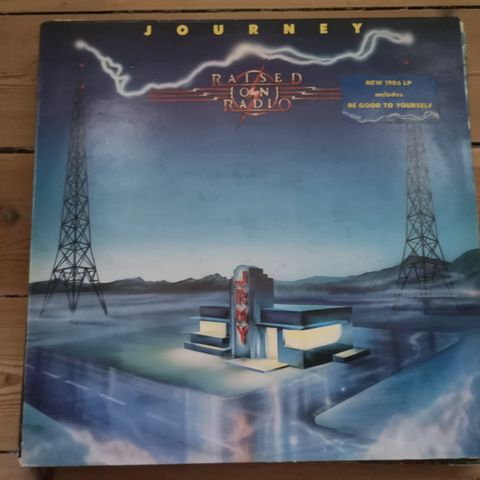 JOURNEY
RAISED
ON
RADIO
NEW 1986 LP
includes
BE GOOD TO YOURSELF
JRNY